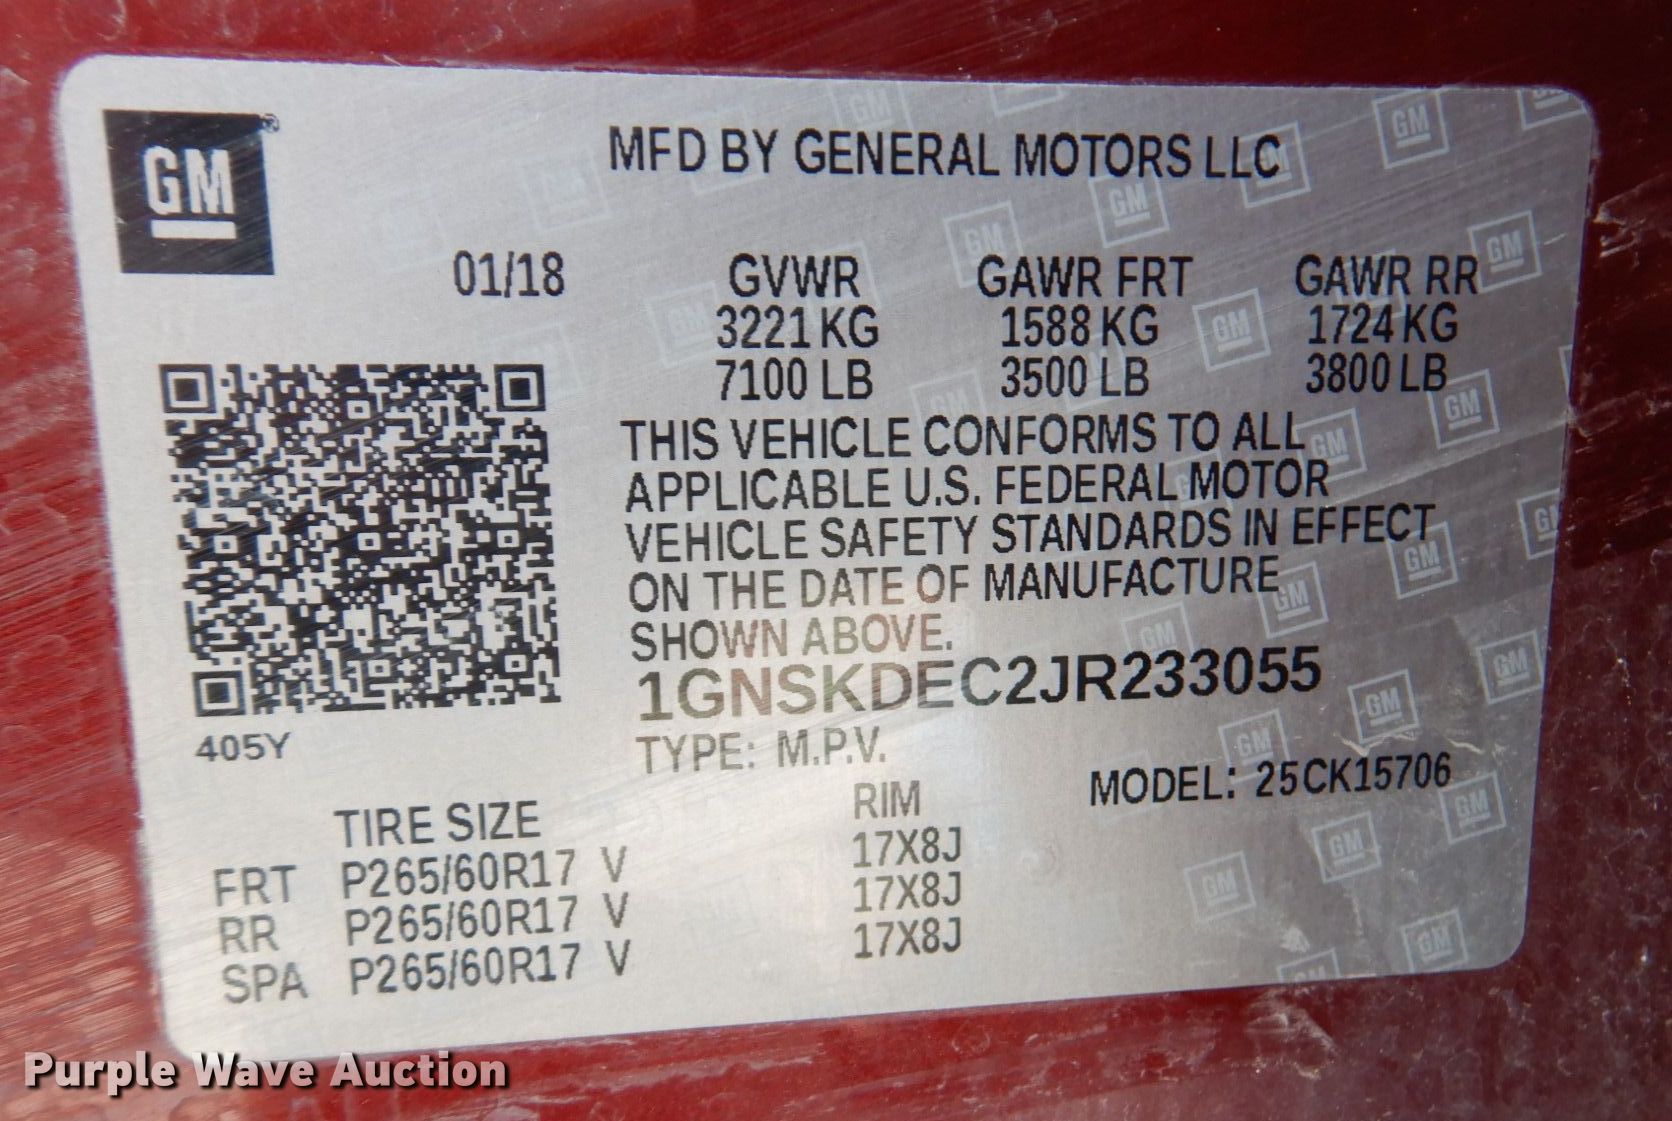 GM
MFD BY GENERAL MOTORS LLC
01/18 GVWR GAWR FRT GAWR RR
3221 KG 1588 KG 1724 KG
7100 LB 3500 LB 3800 LB
THIS VEHICLE CONFORMS TO ALL
APPLICABLE U.S. FEDERAL MOTOR
VEHICLE SAFETY STANDARDS IN EFFECT
ON THE DATE OF MANUFACTURE
SHOWN ABOVE.
1GNSKDEC2JR233055
405Y
TYPE: M.P.V.
MODEL: 25CK15706
TIRE SIZE RIM
FRT P265/60R17 V 17X8J
RR P265/60R17 V 17X8J
SPA P265/60R17 V 17X8J
Purple Wave Auction